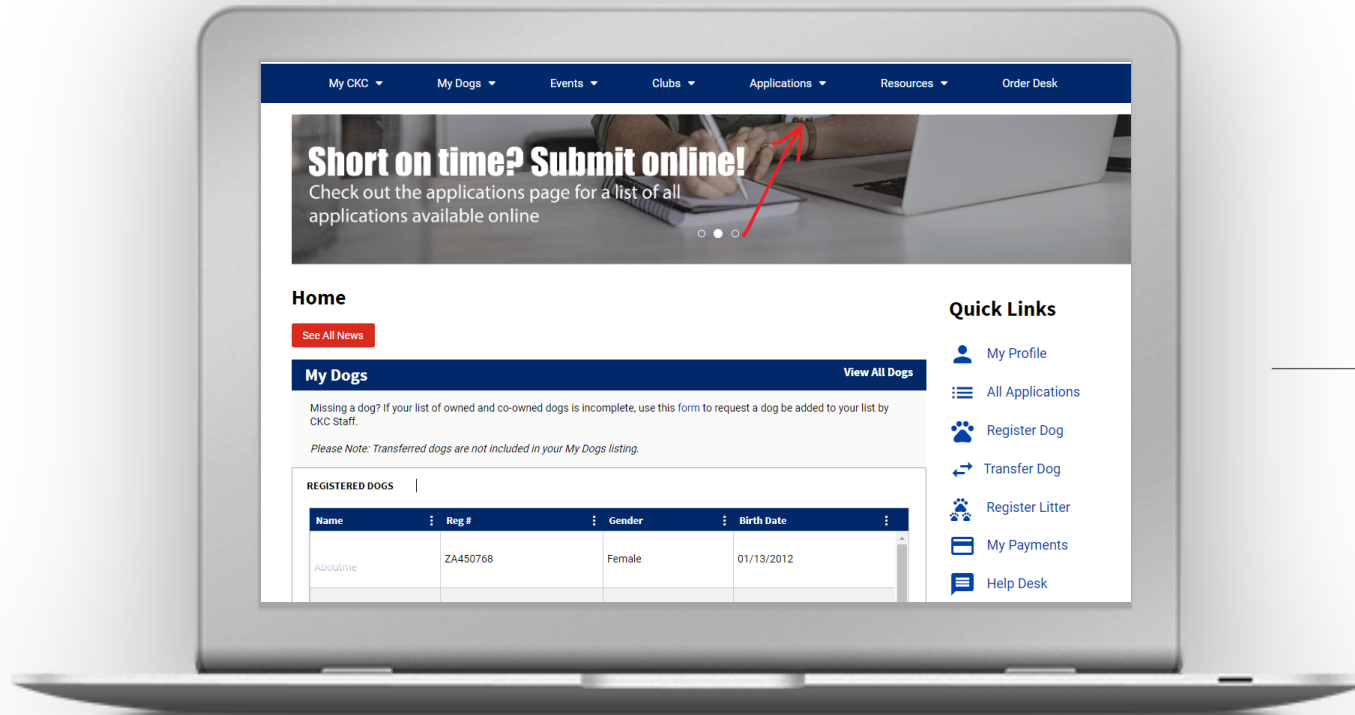 My CKC My Dogs Events Clubs Applications Resources Order Desk
Short on time? Submit online!
Check out the applications page for a list of all
applications available online
Home
See All News
My Dogs View All Dogs
Missing a dog? If your list of owned and co-owned dogs is incomplete, use this form to request a dog be added to your list by
CKC Staff.
Please Note: Transferred dogs are not included in your My Dogs listing.
REGISTERED DOGS
Name Reg # Gender Birth Date
Aboutme ZA450768 Female 01/13/2012
Quick Links
My Profile
All Applications
Register Dog
Transfer Dog
Register Litter
My Payments
Help Desk